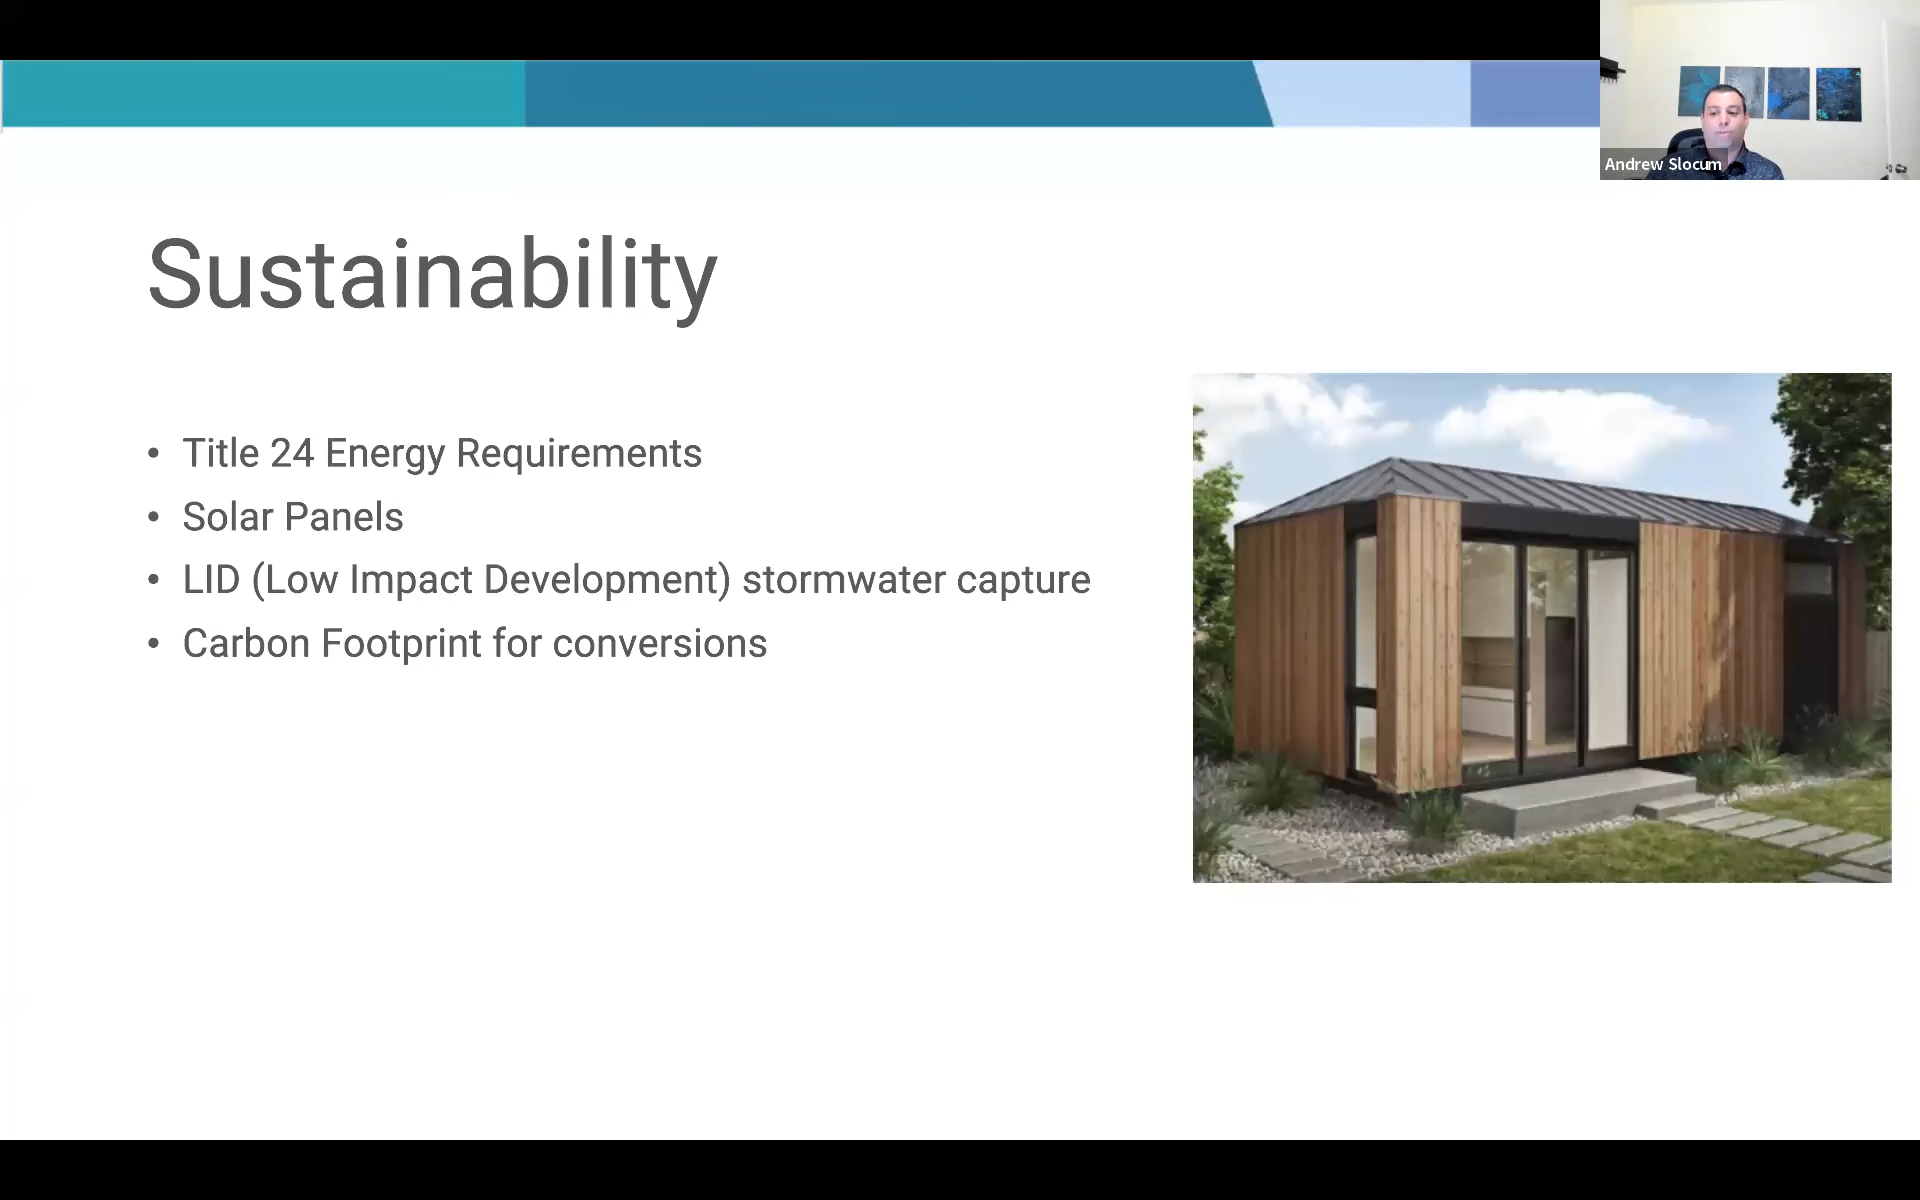 Andrew Slocum
Sustainability
• Title 24 Energy Requirements
• Solar Panels
• LID (Low Impact Development) stormwater capture
• Carbon Footprint for conversions